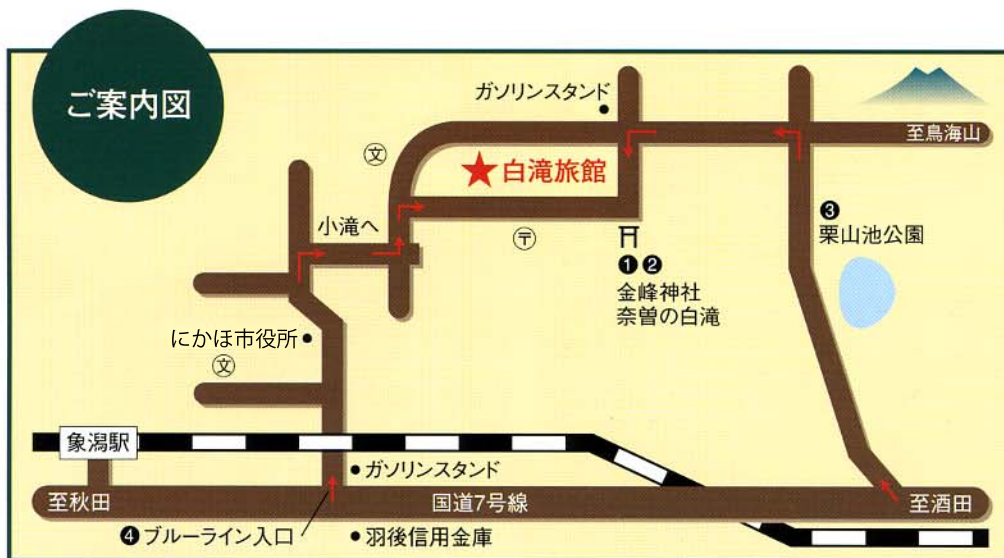 ご案内図
ガソリンスタンド
至鳥海山
文
★白滝旅館
小滝へ
〒
❸
栗山池公園
❶❷
金峰神社
奈曽の白滝
にかほ市役所
文
象潟駅
ガソリンスタンド
至秋田
国道7号線
至酒田
❹ブルーライン入口
羽後信用金庫